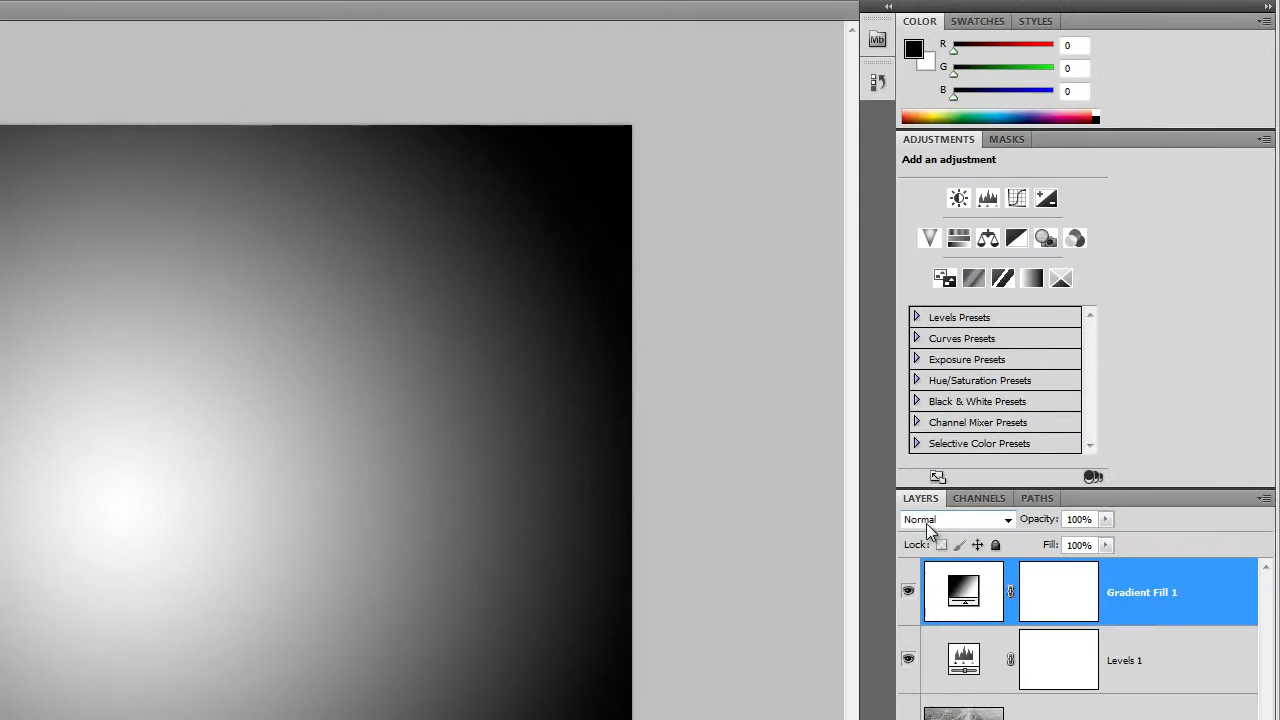 COLOR SWATCHES STYLES
Mb
R 0
G 0
B 0
ADJUSTMENTS MASKS
Add an adjustment
Levels Presets
Curves Presets
Exposure Presets
Hue/Saturation Presets
Black & White Presets
Channel Mixer Presets
Selective Color Presets
LAYERS CHANNELS PATHS
Normal Opacity: 100%
Lock: Fill: 100%
Gradient Fill 1
Levels 1